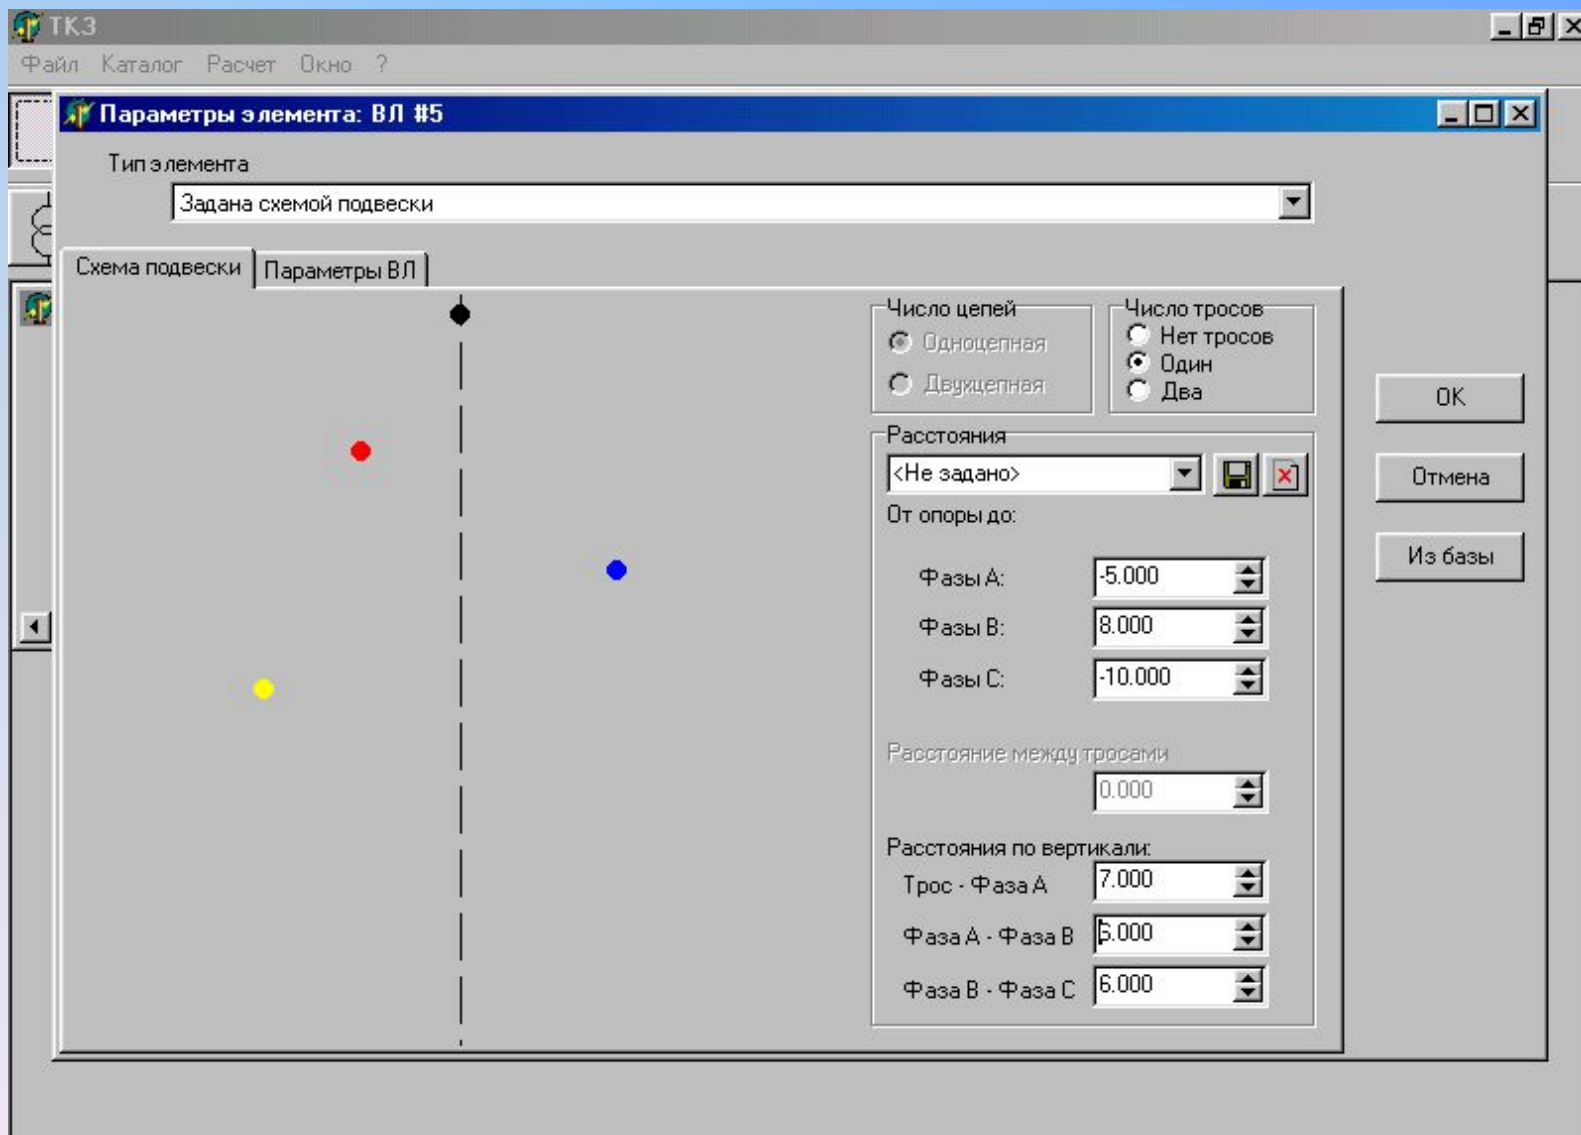 ТКЗ
Файл Каталог Расчет Окно ?
Параметры элемента: ВЛ #5
Тип элемента
Задана схемой подвески
Схема подвески Параметры ВЛ
Число цепей
Одноцепная
Двухцепная
Число тросов
Нет тросов
Один
Два
Расстояния
<Не задано>
От опоры до:
Фазы А: -5.000
Фазы В: 8.000
Фазы С: -10.000
Расстояние между тросами
0.000
Расстояния по вертикали:
Трос - Фаза А 7.000
Фаза А - Фаза В 6.000
Фаза В - Фаза С 6.000
ОК
Отмена
Из базы